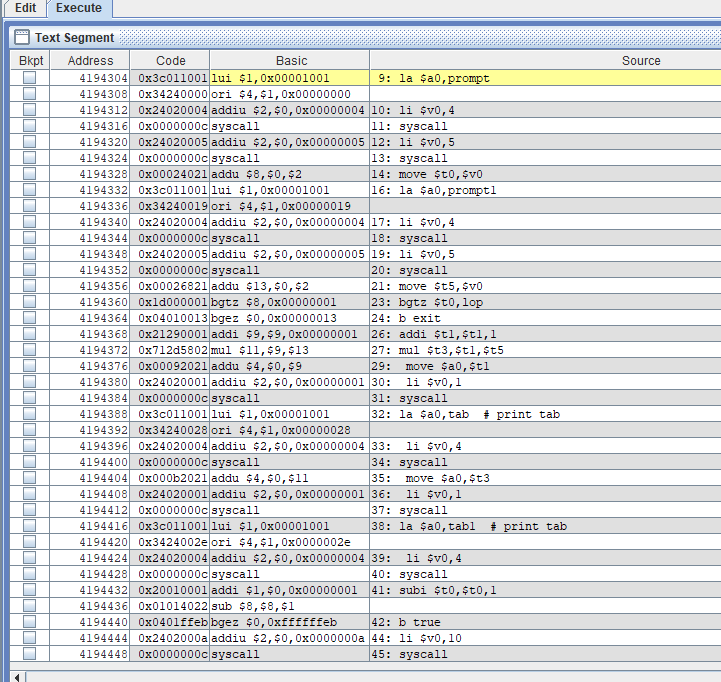 Edit Execute
Text Segment
Bkpt Address Code Basic Source
4194304 0x3c011001 lui $1,0x00001001 9: la $a0,prompt
4194308 0x34240000 ori $4,$1,0x00000000
4194312 0x24020004 addiu $2,$0,0x00000004 10: li $v0,4
4194316 0x0000000c syscall 11: syscall
4194320 0x24020005 addiu $2,$0,0x00000005 12: li $v0,5
4194324 0x0000000c syscall 13: syscall
4194328 0x00024021 addu $8,$0,$2 14: move $t0,$v0
4194332 0x3c011001 lui $1,0x00001001 16: la $a0,prompt1
4194336 0x34240019 ori $4,$1,0x00000019
4194340 0x24020004 addiu $2,$0,0x00000004 17: li $v0,4
4194344 0x0000000c syscall 18: syscall
4194348 0x24020005 addiu $2,$0,0x00000005 19: li $v0,5
4194352 0x0000000c syscall 20: syscall
4194356 0x00026821 addu $13,$0,$2 21: move $t5,$v0
4194360 0x1d000001 bgtz $8,0x00000001 23: bgtz $t0,lop
4194364 0x04010013 bgez $0,0x00000013 24: b exit
4194368 0x21290001 addi $9,$9,0x00000001 26: addi $t1,$t1,1
4194372 0x712d5802 mul $11,$9,$13 27: mul $t3,$t1,$t5
4194376 0x00092021 addu $4,$0,$9 29: move $a0,$t1
4194380 0x24020001 addiu $2,$0,0x00000001 30: li $v0,1
4194384 0x0000000c syscall 31: syscall
4194388 0x3c011001 lui $1,0x00001001 32: la $a0,tab # print tab
4194392 0x34240028 ori $4,$1,0x00000028
4194396 0x24020004 addiu $2,$0,0x00000004 33: li $v0,4
4194400 0x0000000c syscall 34: syscall
4194404 0x000b2021 addu $4,$0,$11 35: move $a0,$t3
4194408 0x24020001 addiu $2,$0,0x00000001 36: li $v0,1
4194412 0x0000000c syscall 37: syscall
4194416 0x3c011001 lui $1,0x00001001 38: la $a0,tab1 # print tab
4194420 0x3424002e ori $4,$1,0x0000002e
4194424 0x24020004 addiu $2,$0,0x00000004 39: li $v0,4
4194428 0x0000000c syscall 40: syscall
4194432 0x20010001 addi $1,$0,0x00000001 41: subi $t0,$t0,1
4194436 0x01014022 sub $8,$8,$1
4194440 0x0401ffeb bgez $0,0xffffffeb 42: b true
4194444 0x2402000a addiu $2,$0,0x0000000a 44: li $v0,10
4194448 0x0000000c syscall 45: syscall